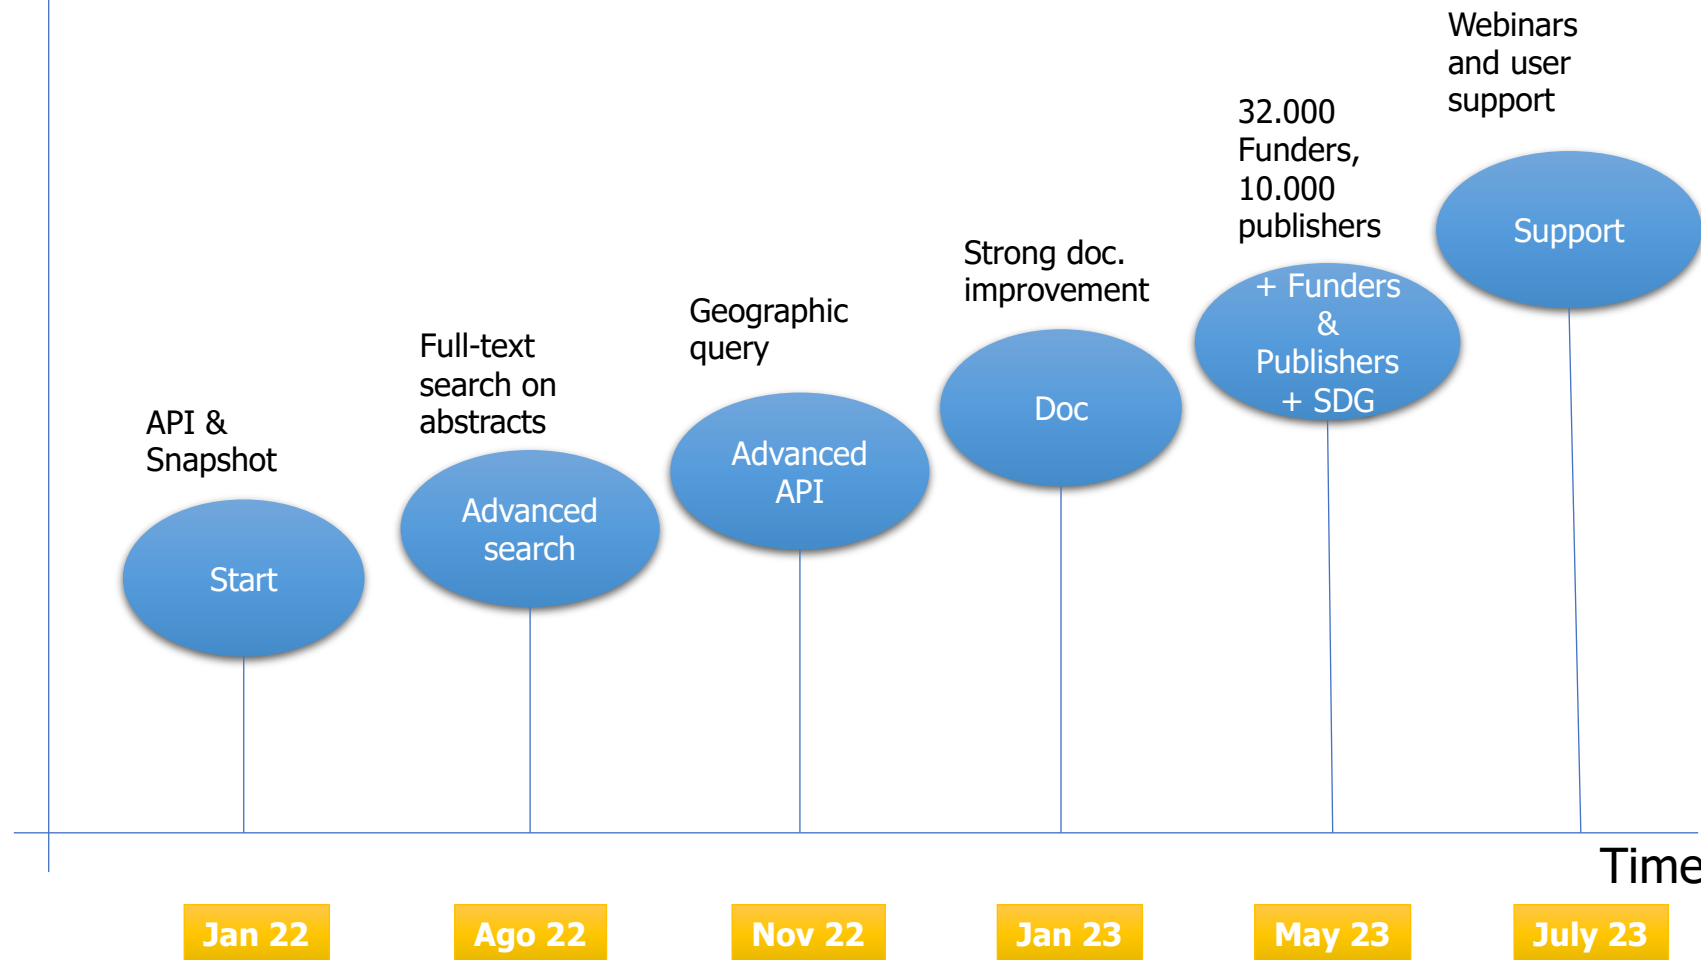 API &
Snapshot
Start
Full-text
search on
abstracts
Advanced
search
Geographic
query
Advanced
API
Strong doc.
improvement
Doc
32.000
Funders,
10.000
publishers
+ Funders
&
Publishers
+ SDG
Webinars
and user
support
Support
Time
Jan 22
Ago 22
Nov 22
Jan 23
May 23
July 23